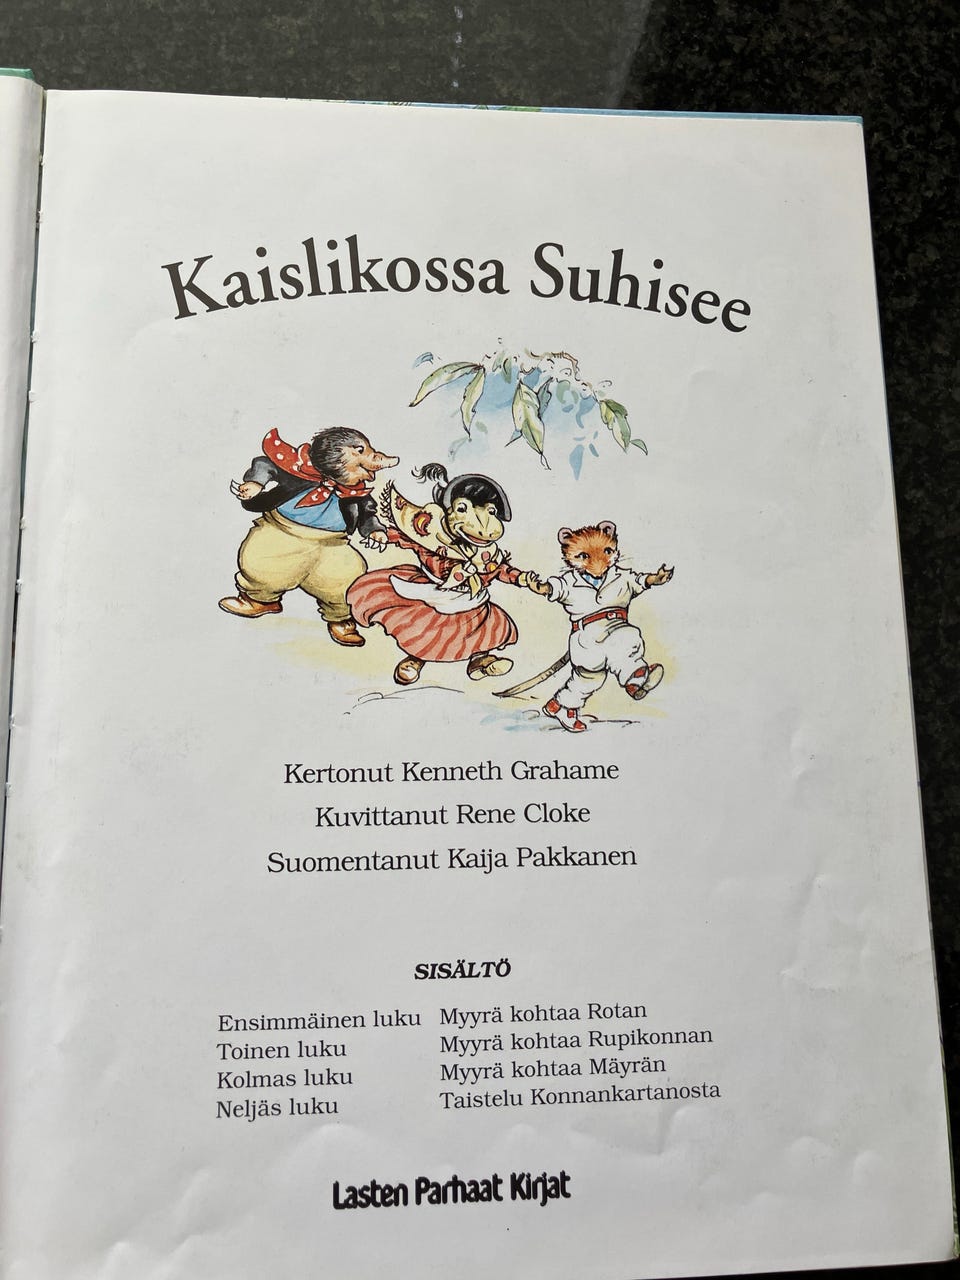 Kaislikossa Suhisee
Kertonut Kenneth Grahame
Kuvittanut Rene Cloke
Suomentanut Kaija Pakkanen
SISÄLTÖ
Ensimmäinen luku Myyrä kohtaa Rotan
Toinen luku Myyrä kohtaa Rupikonnan
Kolmas luku Myyrä kohtaa Mäyrän
Neljäs luku Taistelu Konnankartanosta
Lasten Parhaat Kirjat